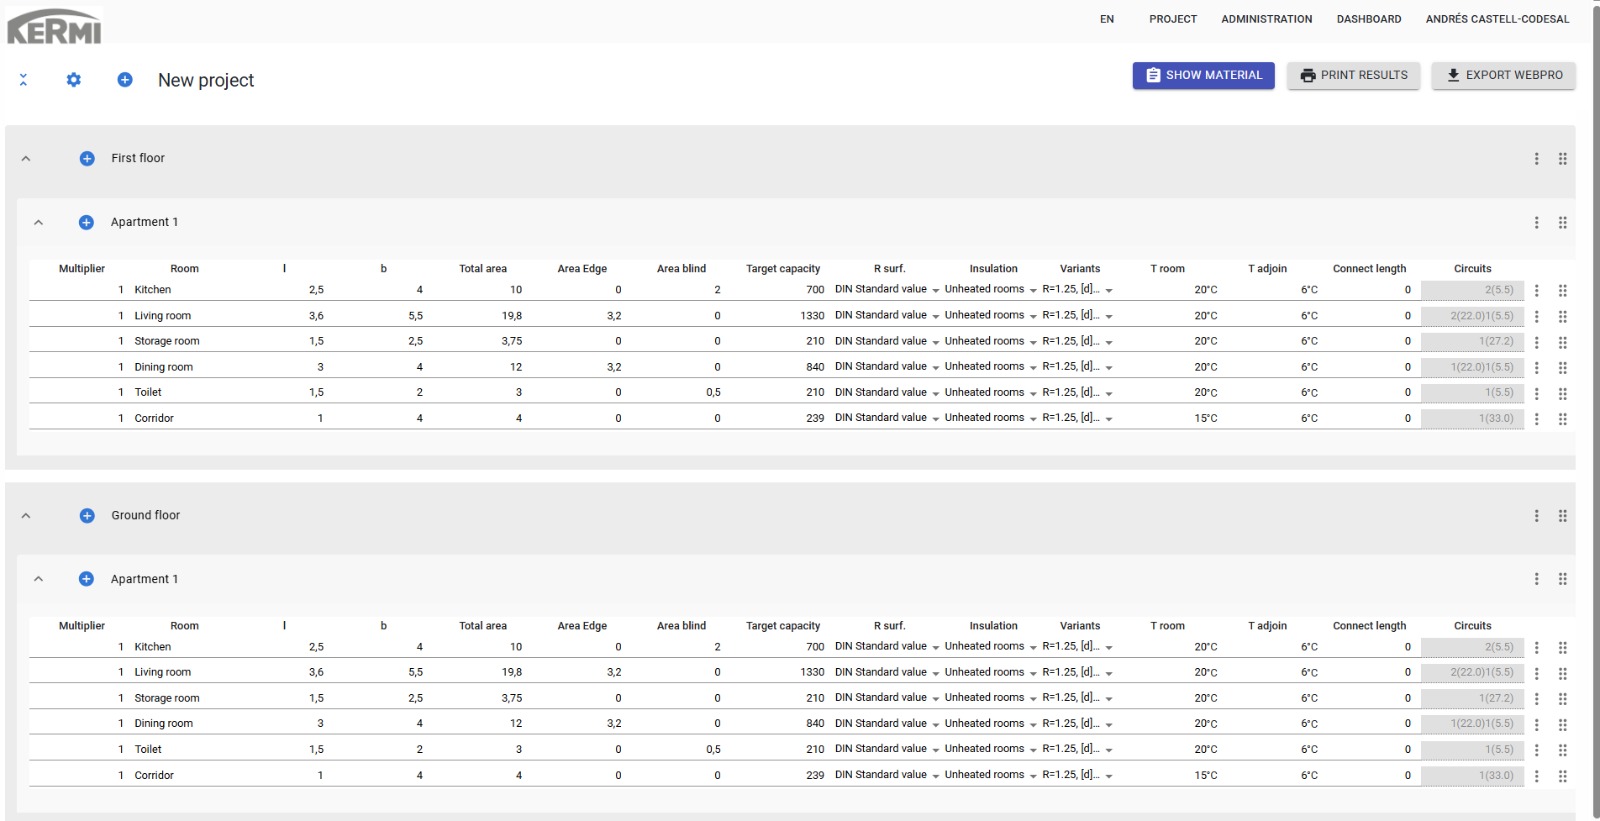 KERMI
EN PROJECT ADMINISTRATION DASHBOARD ANDRÉS CASTELL-CODESAL
New project SHOW MATERIAL PRINT RESULTS EXPORT WEBPRO
First floor
Apartment 1
Multiplier Room l b Total area Area Edge Area blind Target capacity R surf. Insulation Variants T room T adjoin Connect length Circuits
1 Kitchen 2,5 4 10 0 2 700 DIN Standard value Unheated rooms R=1.25, [d]... 20°C 6°C 0 2(5.5)
1 Living room 3,6 5,5 19,8 3,2 0 1330 DIN Standard value Unheated rooms R=1.25, [d]... 20°C 6°C 0 2(22.0)1(5.5)
1 Storage room 1,5 2,5 3,75 0 0 210 DIN Standard value Unheated rooms R=1.25, [d]... 20°C 6°C 0 1(27.2)
1 Dining room 3 4 12 3,2 0 840 DIN Standard value Unheated rooms R=1.25, [d]... 20°C 6°C 0 1(22.0)1(5.5)
1 Toilet 1,5 2 3 0 0,5 210 DIN Standard value Unheated rooms R=1.25, [d]... 20°C 6°C 0 1(5.5)
1 Corridor 1 4 4 0 0 239 DIN Standard value Unheated rooms R=1.25, [d]... 15°C 6°C 0 1(33.0)
Ground floor
Apartment 1
Multiplier Room l b Total area Area Edge Area blind Target capacity R surf. Insulation Variants T room T adjoin Connect length Circuits
1 Kitchen 2,5 4 10 0 2 700 DIN Standard value Unheated rooms R=1.25, [d]... 20°C 6°C 0 2(5.5)
1 Living room 3,6 5,5 19,8 3,2 0 1330 DIN Standard value Unheated rooms R=1.25, [d]... 20°C 6°C 0 2(22.0)1(5.5)
1 Storage room 1,5 2,5 3,75 0 0 210 DIN Standard value Unheated rooms R=1.25, [d]... 20°C 6°C 0 1(27.2)
1 Dining room 3 4 12 3,2 0 840 DIN Standard value Unheated rooms R=1.25, [d]... 20°C 6°C 0 1(22.0)1(5.5)
1 Toilet 1,5 2 3 0 0,5 210 DIN Standard value Unheated rooms R=1.25, [d]... 20°C 6°C 0 1(5.5)
1 Corridor 1 4 4 0 0 239 DIN Standard value Unheated rooms R=1.25, [d]... 15°C 6°C 0 1(33.0)